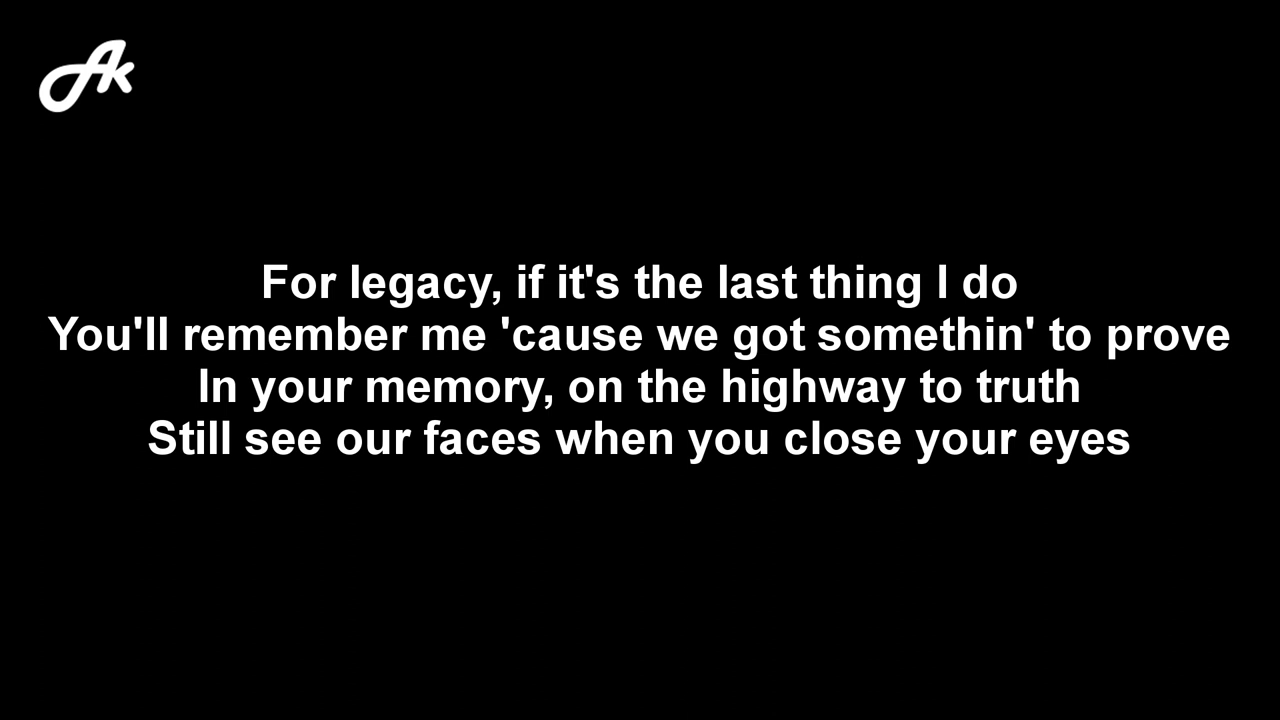 Ak
For legacy, if it's the last thing I do
You'll remember me 'cause we got somethin' to prove
In your memory, on the highway to truth
Still see our faces when you close your eyes